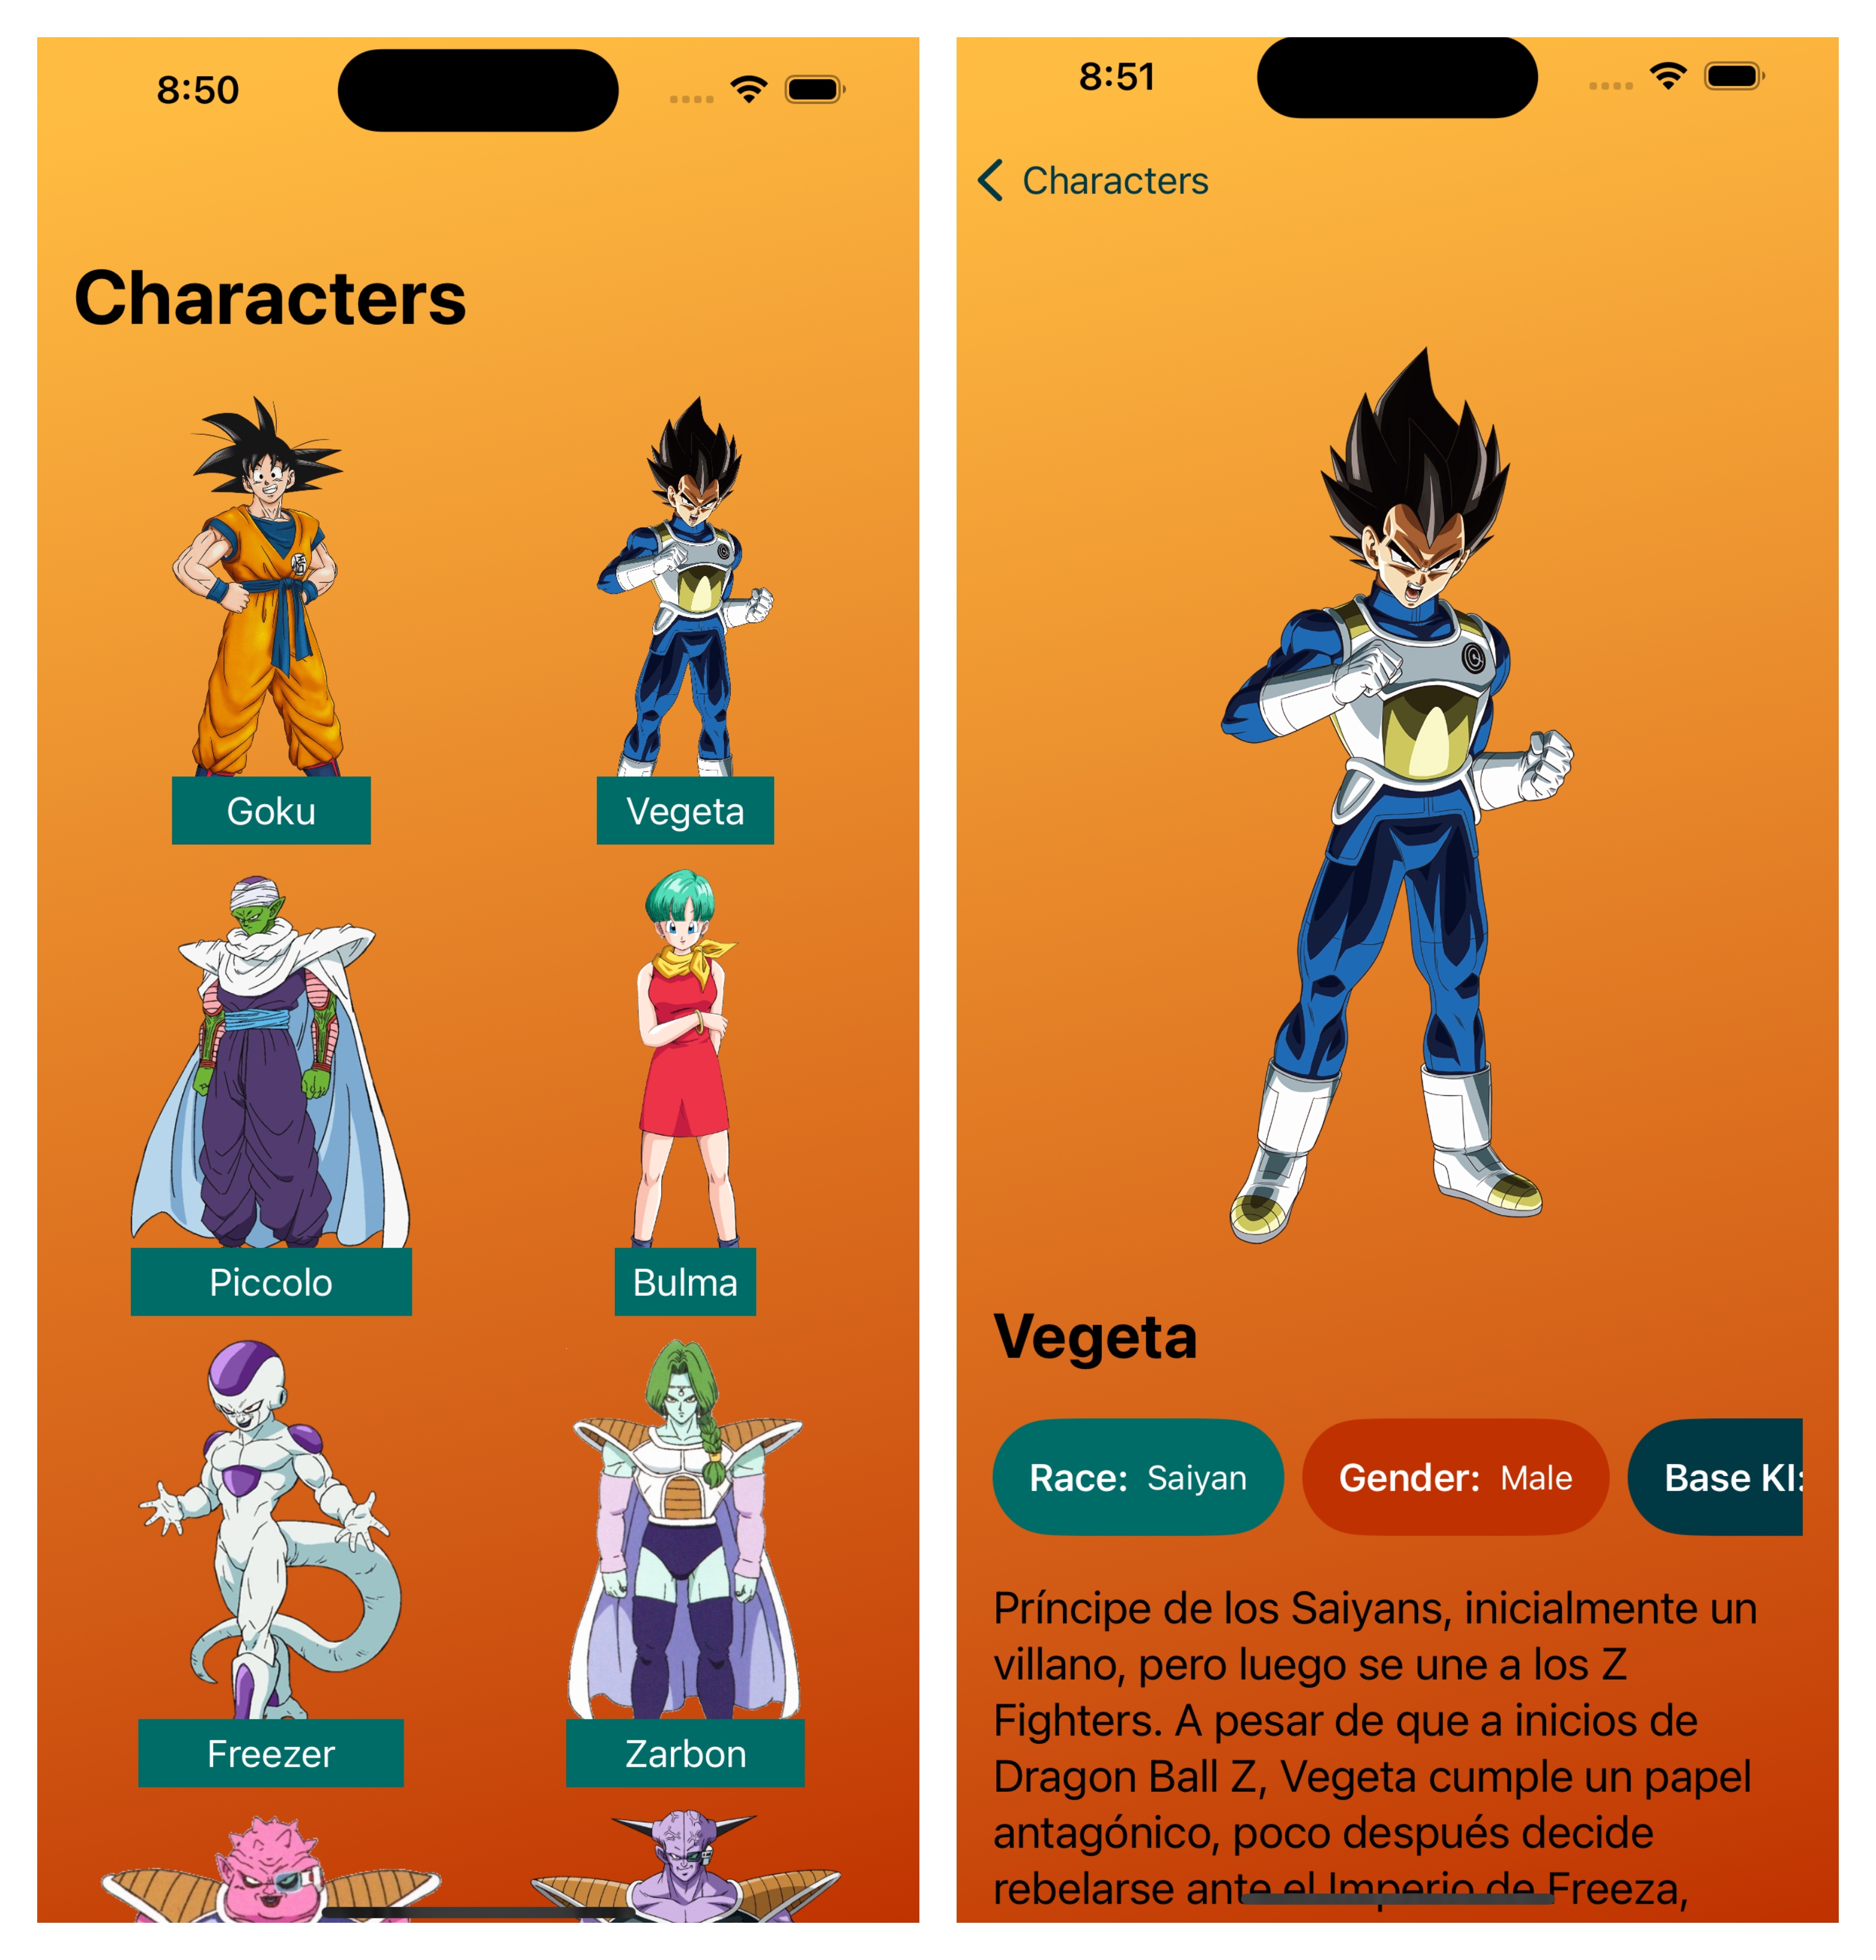 8:50
Characters
Goku
Vegeta
Piccolo
Bulma
Freezer
Zarbon
8:51
Characters
Vegeta
Race: Saiyan
Gender: Male
Base KI:
Príncipe de los Saiyans, inicialmente un
villano, pero luego se une a los Z
Fighters. A pesar de que a inicios de
Dragon Ball Z, Vegeta cumple un papel
antagónico, poco después decide
rebelarse ante el Imperio de Freeza,